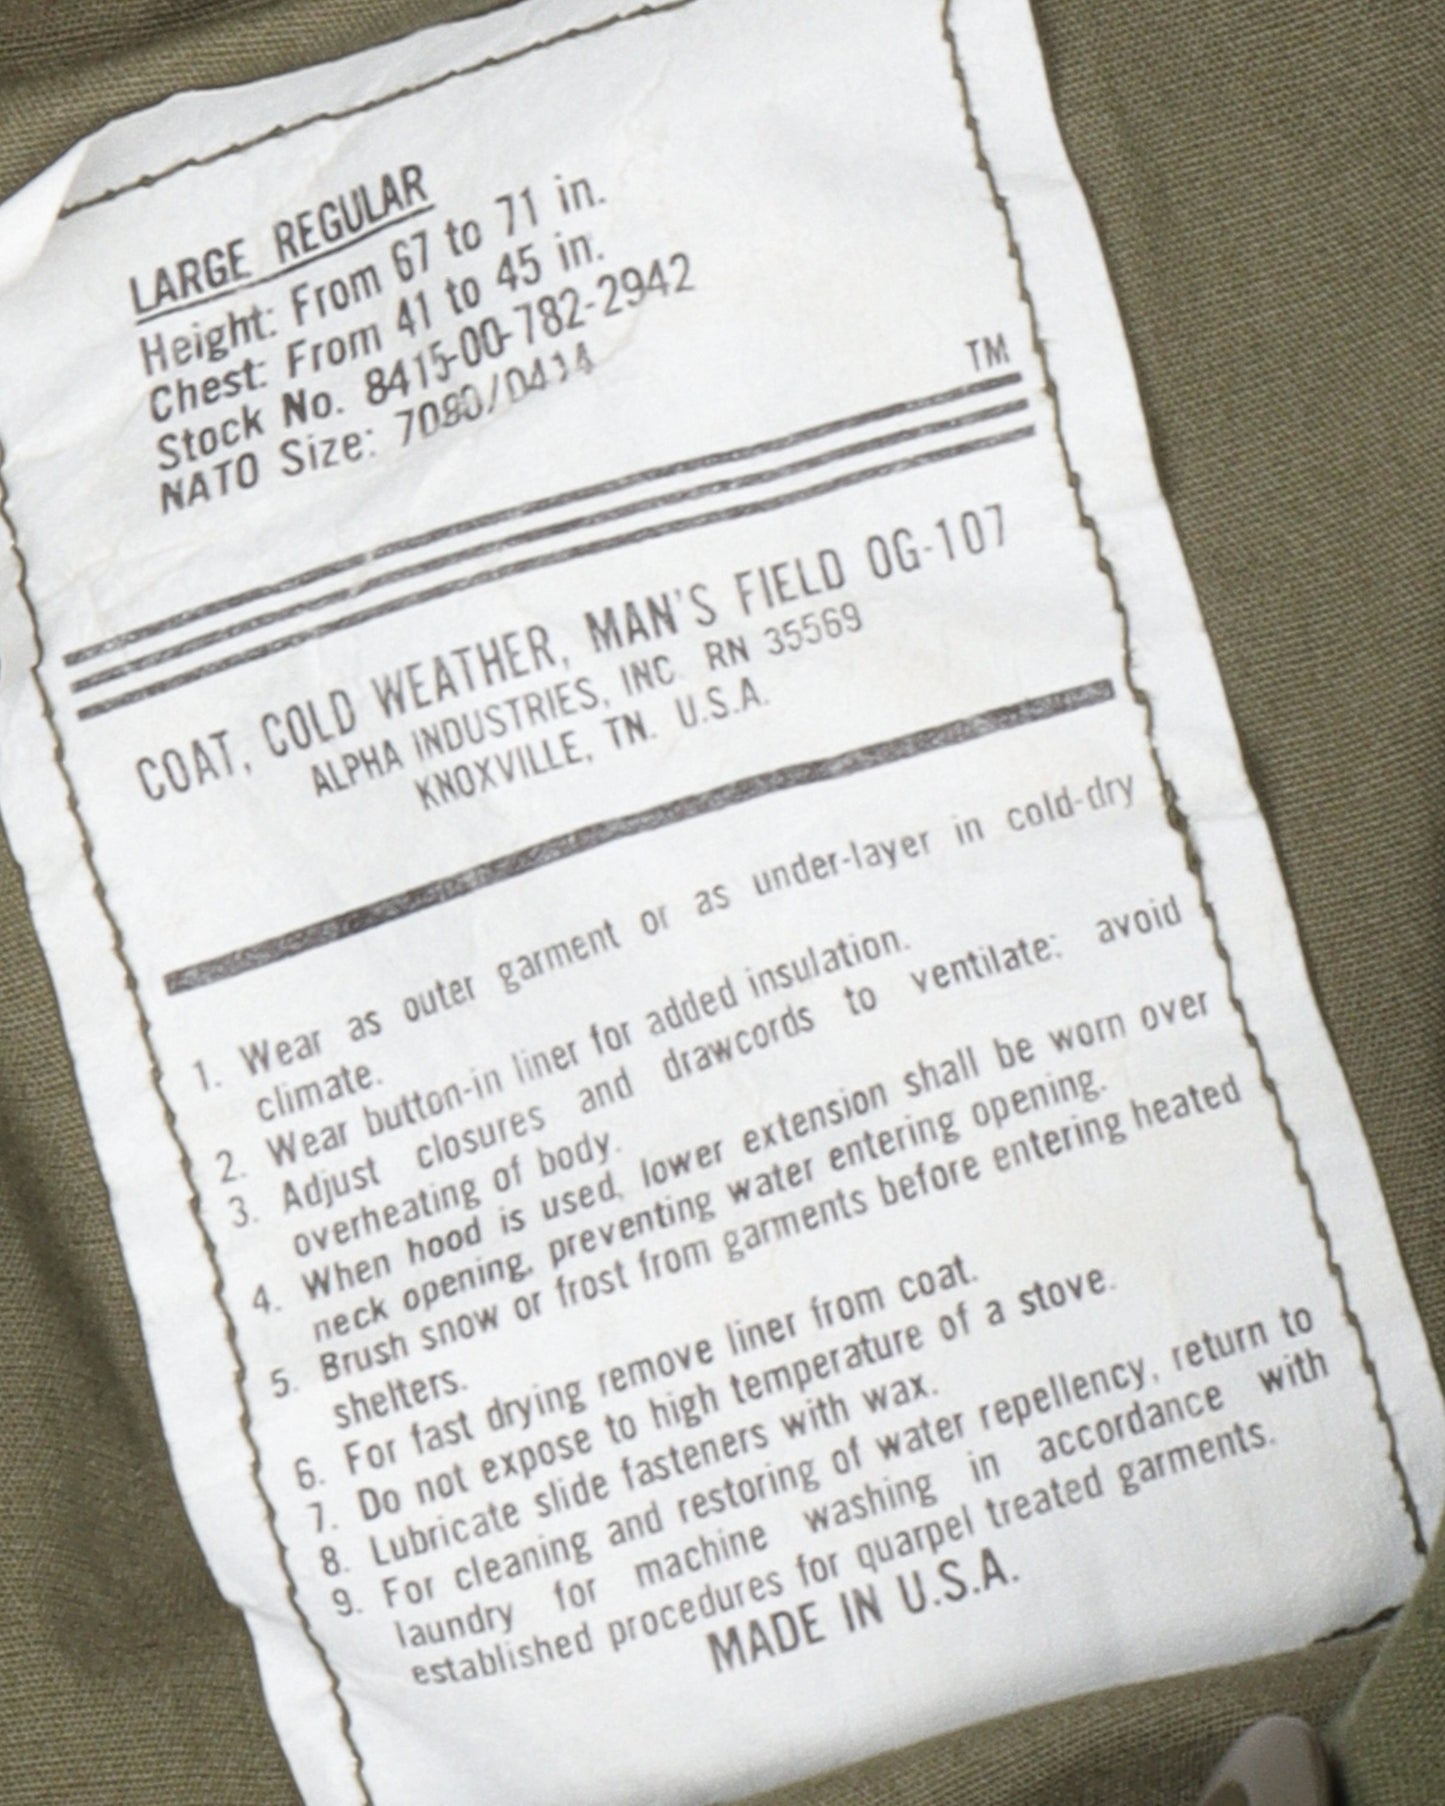 LARGE REGULAR
Height: From 67 to 71 in.
Chest: From 41 to 45 in.
Stock No. 8415-00-782-2942
NATO Size: 7080/0414
TM
COAT, COLD WEATHER, MAN'S FIELD OG-107
ALPHA INDUSTRIES, INC RN 35569
KNOXVILLE, TN. U.S.A.
1. Wear as outer garment or as under-layer in cold-dry
climate.
2. Wear button-in liner for added insulation.
3. Adjust closures and drawcords to ventilate; avoid
overheating of body.
4. When hood is used, lower extension shall be worn over
neck opening, preventing water entering opening.
5. Brush snow or frost from garments before entering heated
shelters.
6. For fast drying remove liner from coat.
7. Do not expose to high temperature of a stove.
8. Lubricate slide fasteners with wax.
9. For cleaning and restoring of water repellency, return to
laundry for machine washing in accordance with
established procedures for quarpel treated garments.
MADE IN U.S.A.